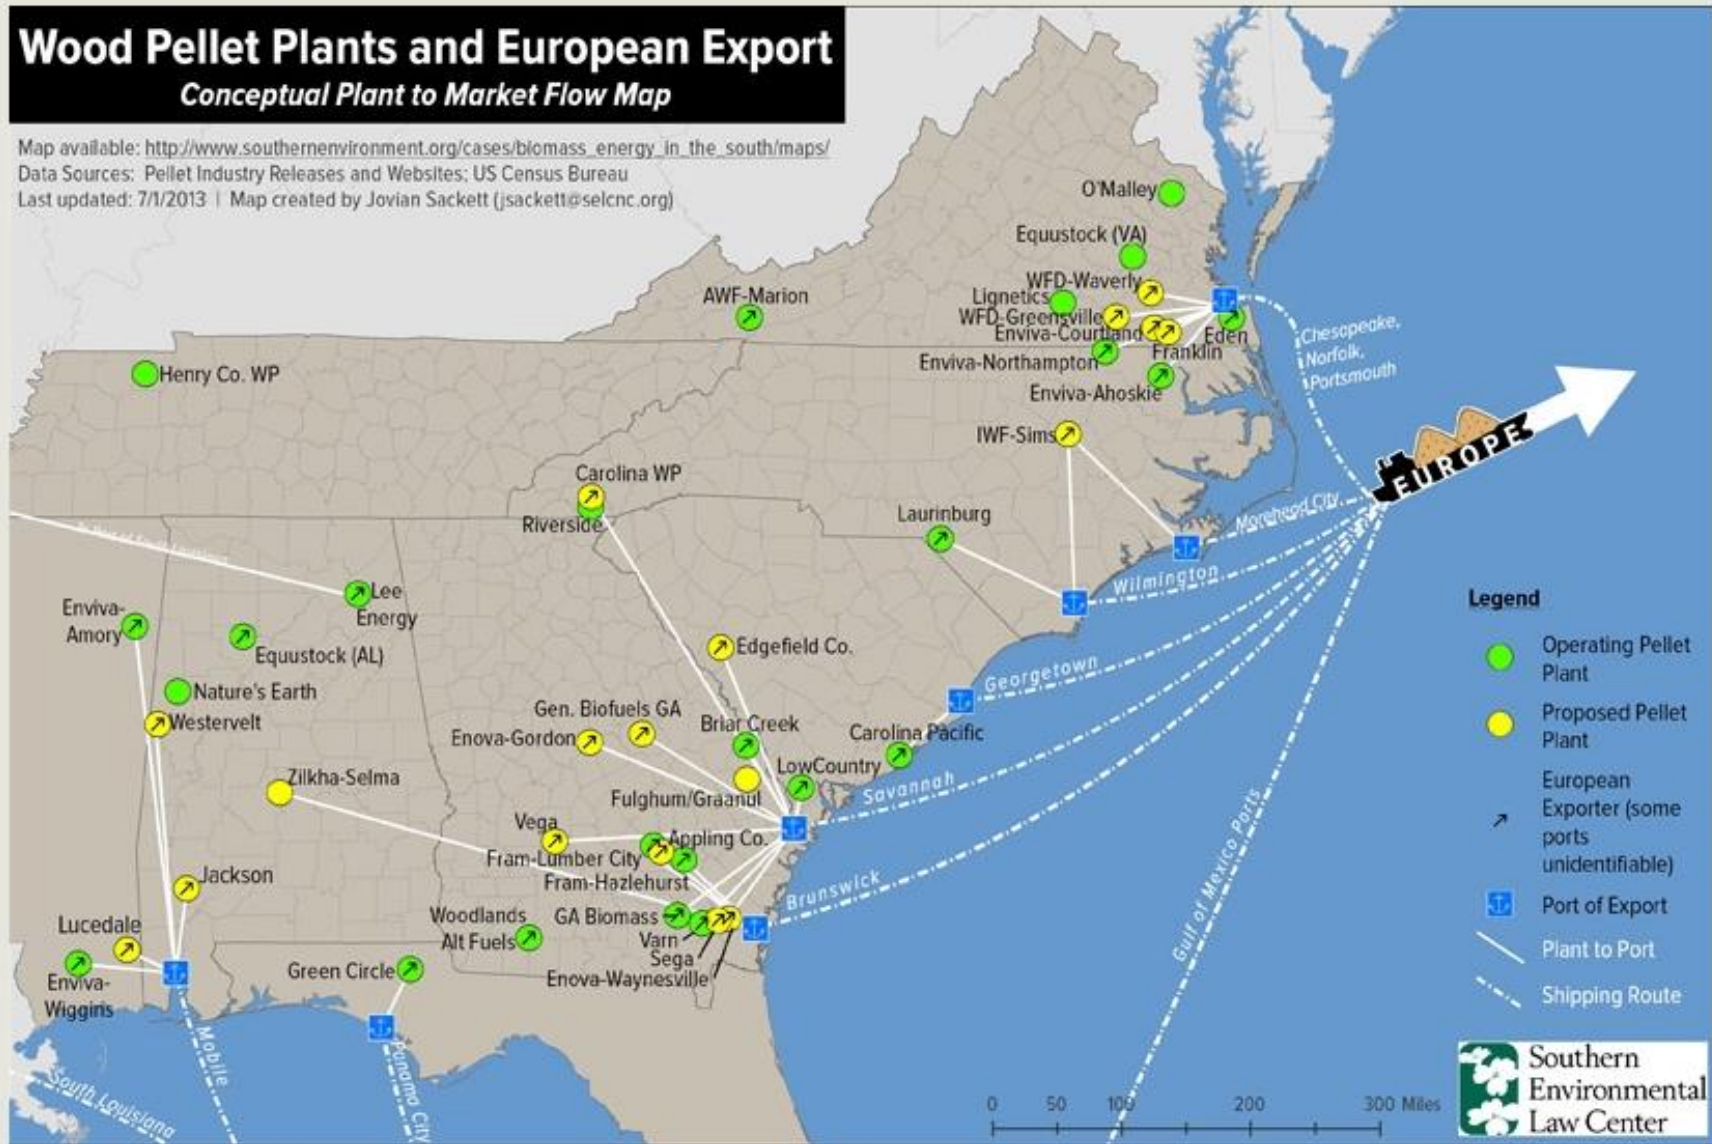 Wood Pellet Plants and European Export
Conceptual Plant to Market Flow Map
Map available: http://www.southernenvironment.org/cases/biomass_energy_in_the_south/maps/
Data Sources: Pellet Industry Releases and Websites; US Census Bureau
Last updated: 7/1/2013 | Map created by Jovian Sackett (jsackett@selcnc.org)
O'Malley
Equustock (VA)
WFD-Waverly
Lignetics
WFD-Greensville
Enviva-Courtland
Eden
Franklin
Enviva-Northampton
Enviva-Ahoskie
AWF-Marion
Henry Co. WP
Chesapeake,
Norfolk,
Portsmouth
EUROPE
IWF-Sims
Carolina WP
Riverside
Laurinburg
Morehead City
Wilmington
Lee
Energy
Enviva-
Amory
Equustock (AL)
Nature's Earth
Westervelt
Edgefield Co.
Georgetown
Gen. Biofuels GA
Enova-Gordon
Briar Creek
Carolina Pacific
LowCountry
Savannah
Zilkha-Selma
Fulghum/Graanul
Vega
Appling Co.
Fram-Lumber City
Fram-Hazlehurst
Brunswick
Gulf of Mexico Ports
Jackson
Lucedale
Woodlands
Alt Fuels
GA Biomass
Varn
Sega
Enova-Waynesville
Green Circle
Enviva-
Wiggins
Mobile
Panama City
South Louisiana
Legend
Operating Pellet
Plant
Proposed Pellet
Plant
European
Exporter (some
ports
unidentifiable)
Port of Export
Plant to Port
Shipping Route
0 50 100 200 300 Miles
Southern
Environmental
Law Center